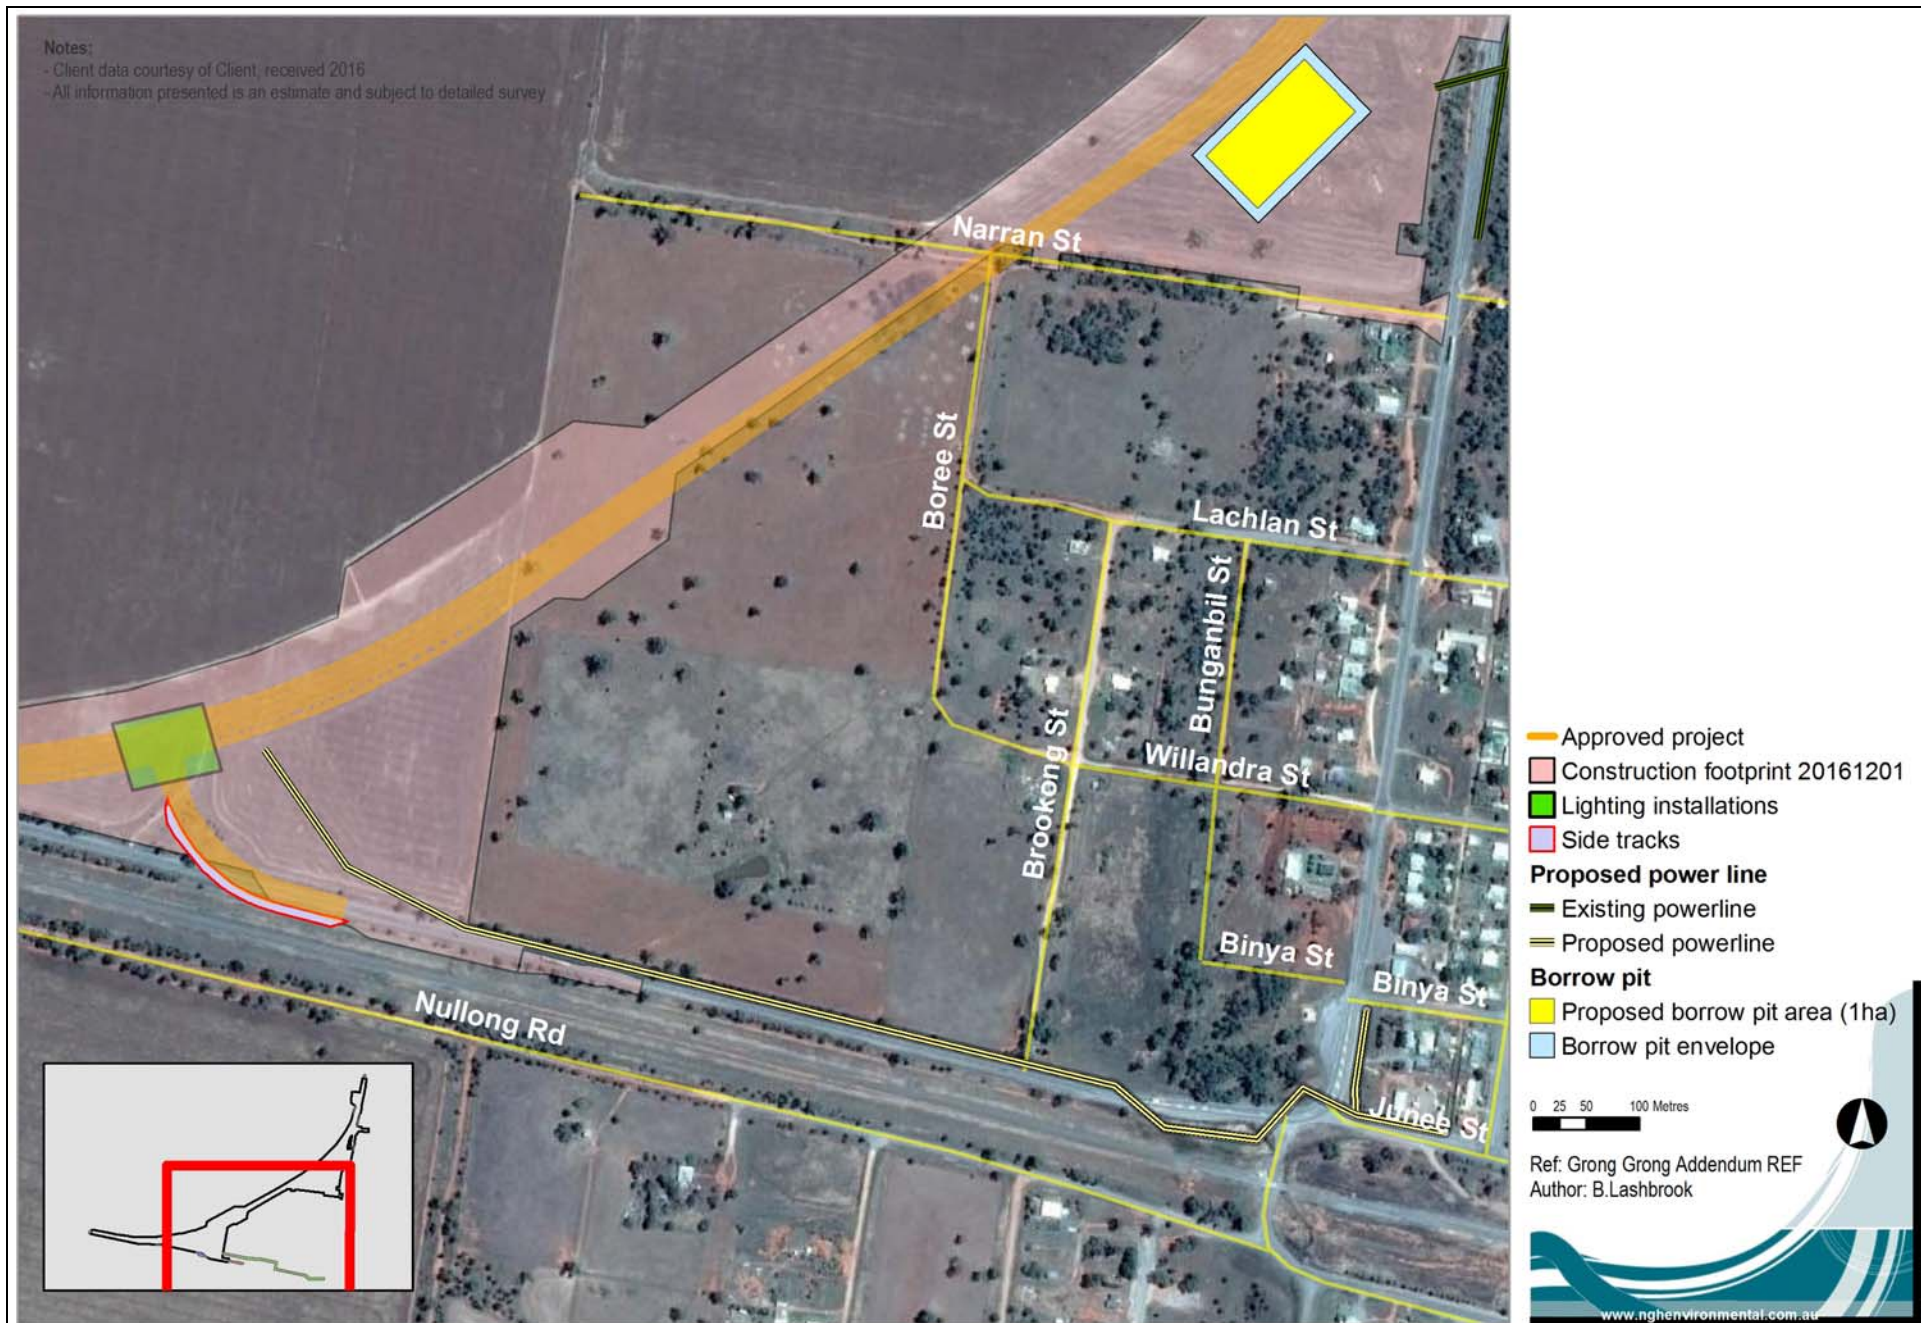 Notes:
- Client data courtesy of Client, received 2016
- All information presented is an estimate and subject to detailed survey
Narran St
Boree St
Lachlan St
Bunganbil St
Brookong St
Willandra St
Binya St
Binya St
Nullong Rd
Junee St
Approved project
Construction footprint 20161201
Lighting installations
Side tracks
Proposed power line
Existing powerline
Proposed powerline
Borrow pit
Proposed borrow pit area (1ha)
Borrow pit envelope
0 25 50 100 Metres
Ref: Grong Grong Addendum REF
Author: B.Lashbrook
www.nghenvironmental.com.au